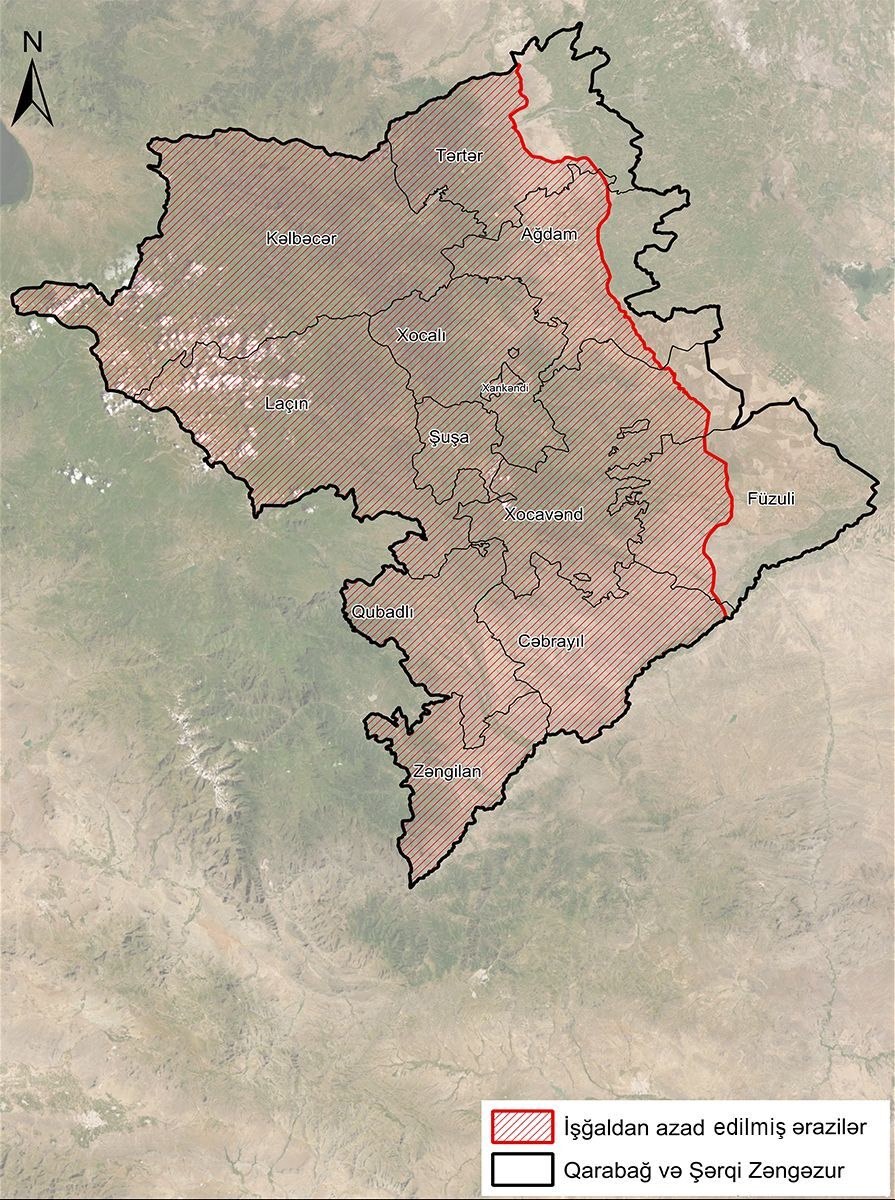 N
Tərtər
Ağdam
Kəlbəcər
Xocalı
Xankəndi
Laçın
Şuşa
Füzuli
Xocavənd
Qubadlı
Cəbrayıl
Zəngilan
İşğaldan azad edilmiş ərazilər
Qarabağ və Şərqi Zəngəzur